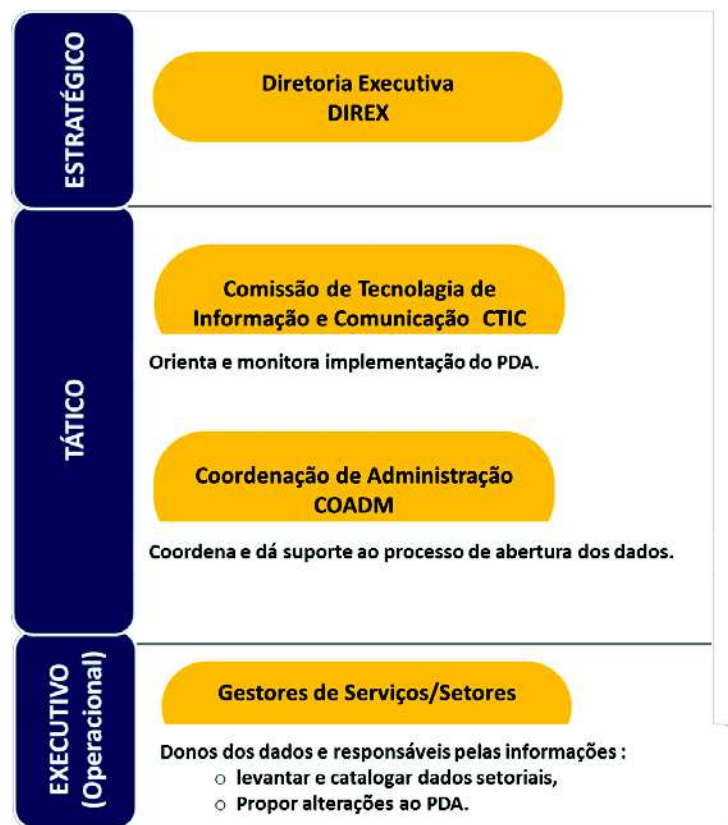 ESTRATÉGICO
Diretoria Executiva
DIREX
TÁTICO
Comissão de Tecnolagia de
Informação e Comunicação CTIC
Orienta e monitora implementação do PDA.
Coordenação de Administração
COADM
Coordena e dá suporte ao processo de abertura dos dados.
EXECUTIVO
(Operacional)
Gestores de Serviços/Setores
Donos dos dados e responsáveis pelas informações :
○ levantar e catalogar dados setoriais,
○ Propor alterações ao PDA.